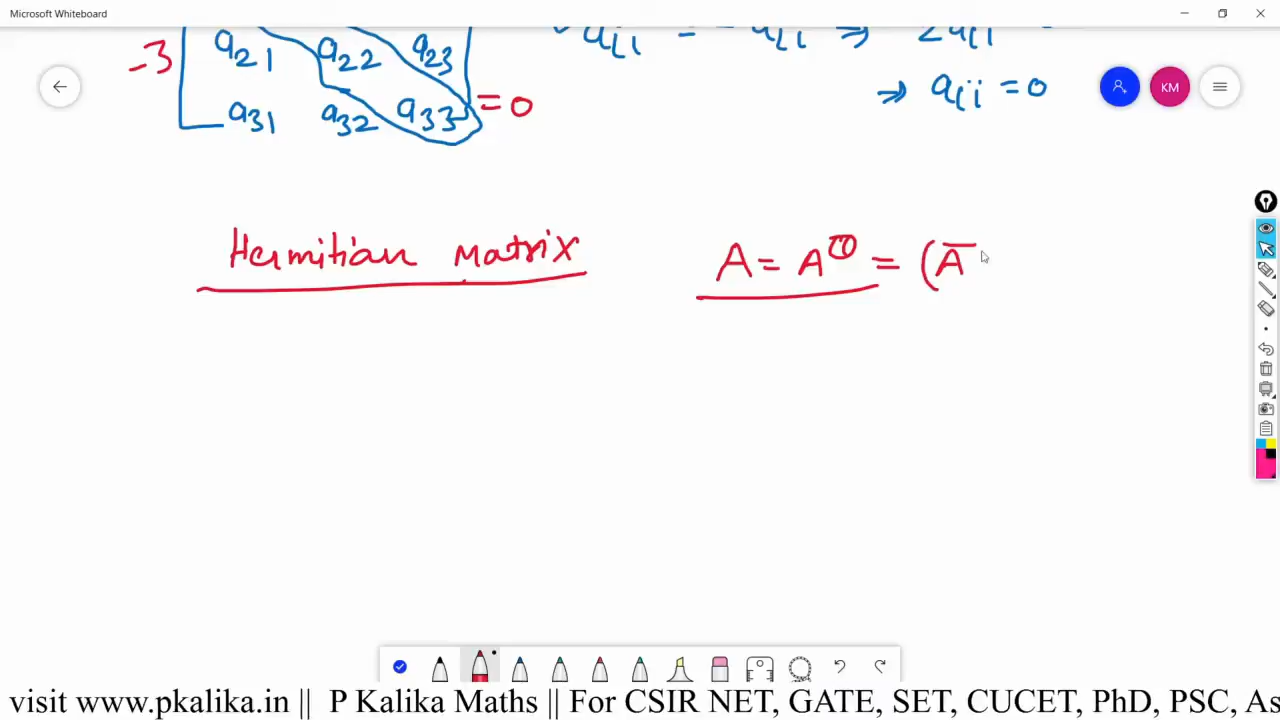 Microsoft Whiteboard
a21 a22 a23
-3
a31 a32 a33 = 0
⇒ aii = 0
KM
Hermitian Matrix A = A^θ = (A̅
visit www.pkalika.in || P Kalika Maths || For CSIR NET, GATE, SET, CUCET, PhD, PSC, As